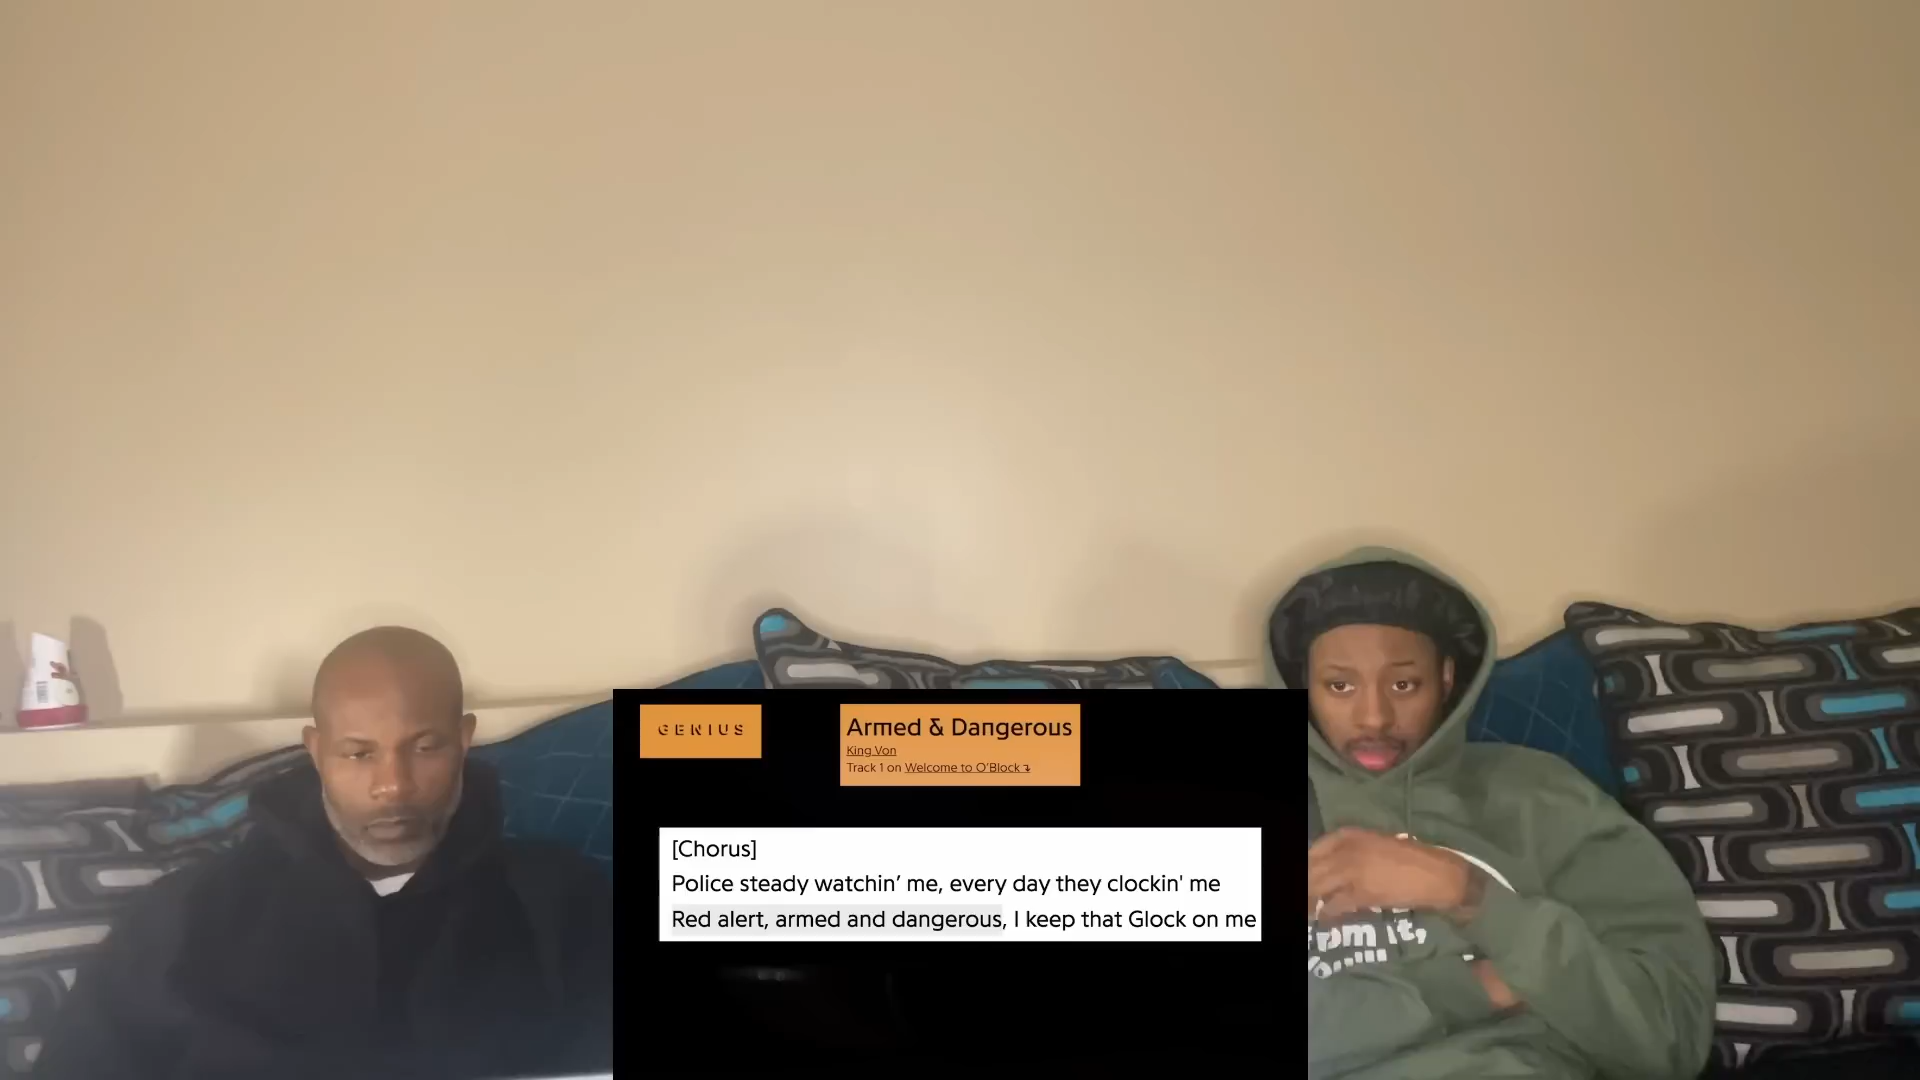 GENIUS
Armed & Dangerous
King Von
Track 1 on Welcome to O'Block
[Chorus]
Police steady watchin' me, every day they clockin' me
Red alert, armed and dangerous, I keep that Glock on me
it,